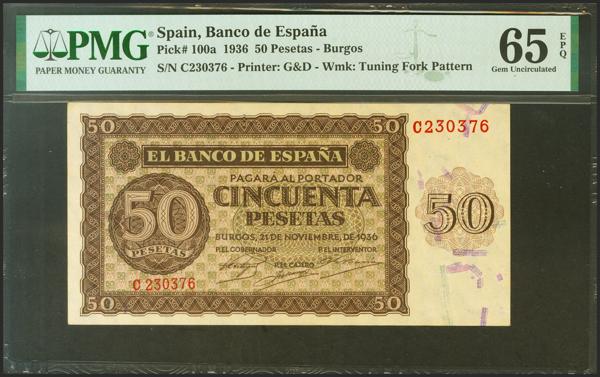 PMG
PAPER MONEY GUARANTY
Spain, Banco de España
Pick# 100a 1936 50 Pesetas - Burgos
S/N C230376 - Printer: G&D - Wmk: Tuning Fork Pattern
65 EPQ
Gem Uncirculated
50 50
C230376
EL BANCO DE ESPAÑA
PAGARÁ AL PORTADOR
CINCUENTA
PESETAS
50
PESETAS
50
BURGOS, 21 DE NOVIEMBRE, DE 1936
P.EL GOBERNADOR P.EL INTERVENTOR
EL CAJERO
C230376
50 50